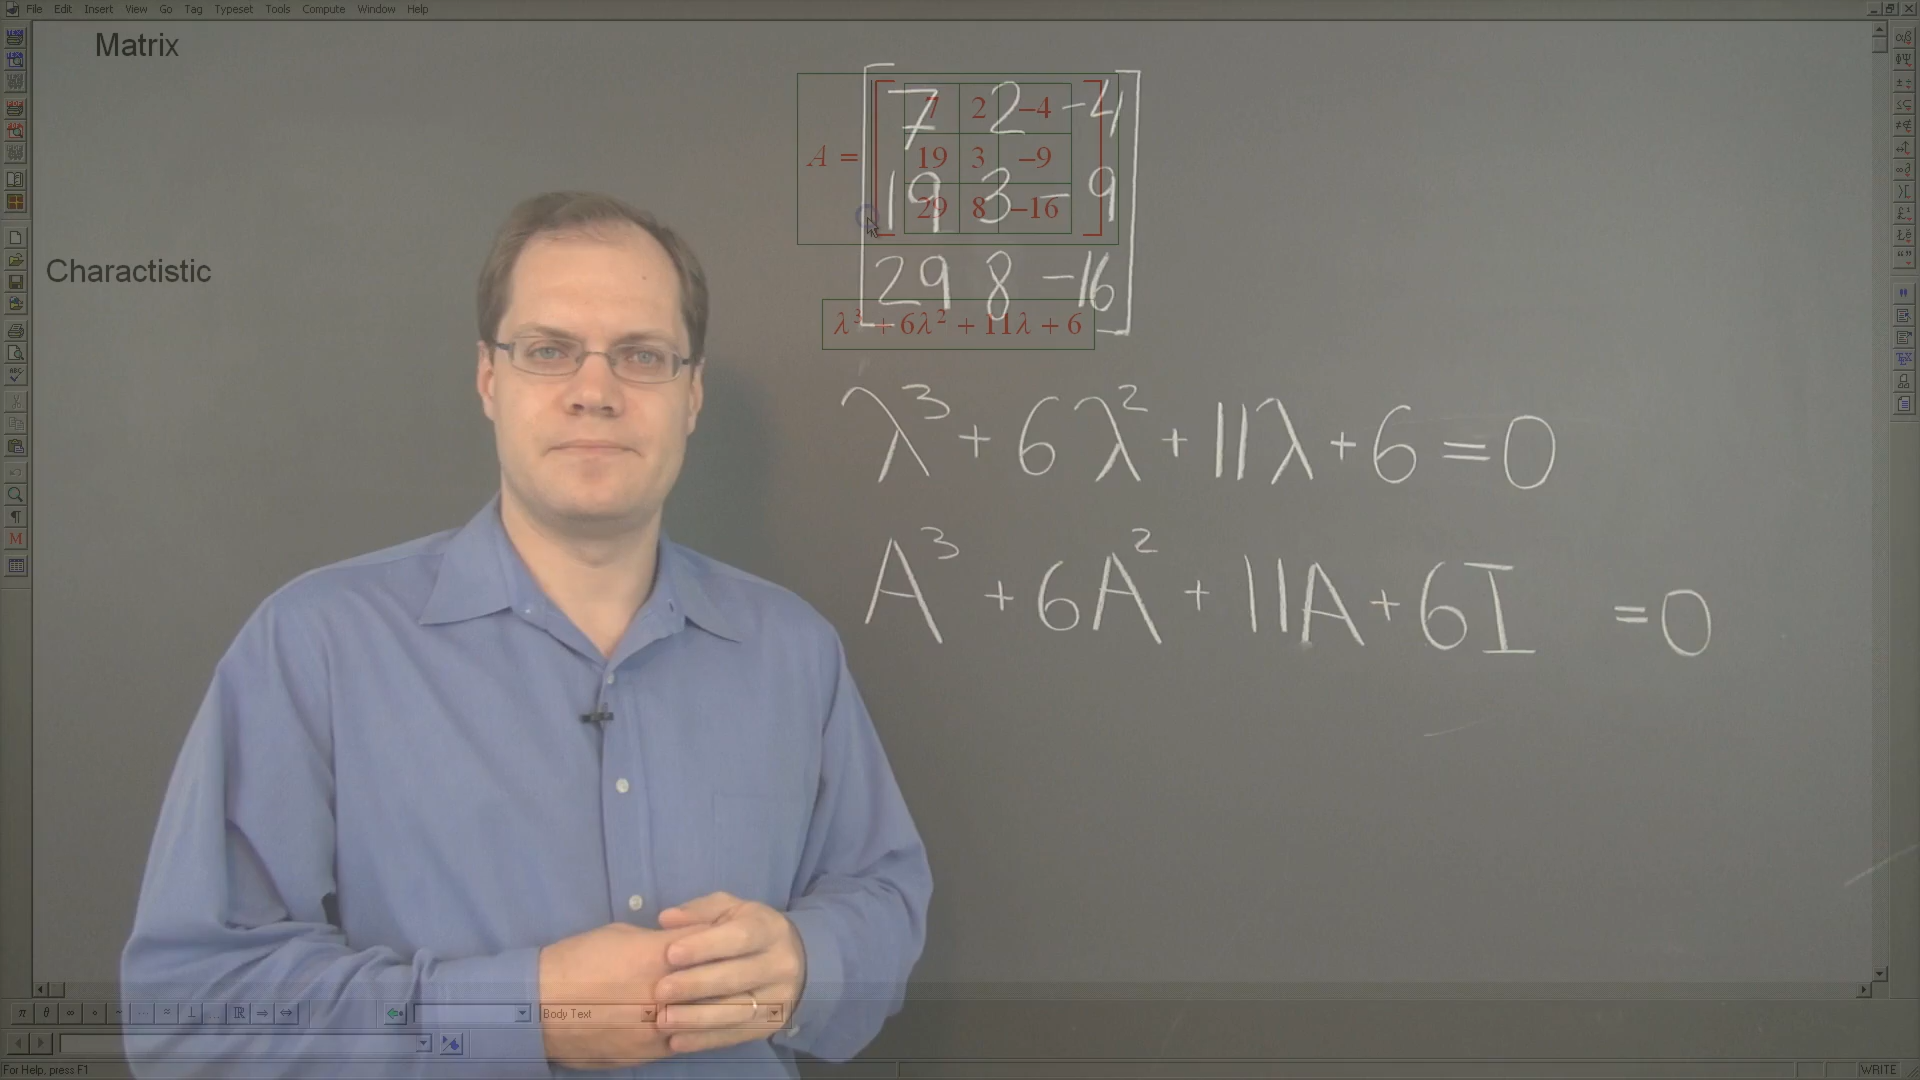 File Edit Insert View Go Tag Typeset Tools Compute Window Help
Matrix
A = [7 2 −4
19 3 −9
29 8 −16]
7 2 -4
19 3 -9
29 8 -16
Charactistic
λ³ + 6λ² + 11λ + 6
λ³ + 6λ² + 11λ + 6 = 0
A³ + 6A² + 11A + 6I = 0
Body Text
For Help, press F1
WRITE